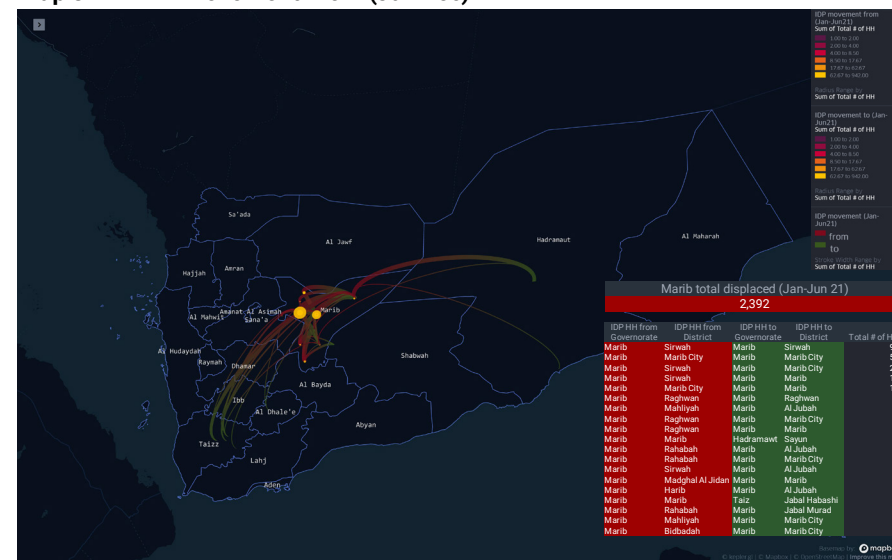 IDP movement from
(Jan-Jun21)
Sum of Total # of HH
1.00 to 2.00
2.00 to 4.00
4.00 to 8.50
8.50 to 17.67
17.67 to 62.67
62.67 to 940.00
Radius Range by
Sum of Total # of HH
IDP movement to (Jan-
Jun21)
Sum of Total # of HH
1.00 to 2.00
2.00 to 4.00
4.00 to 8.50
8.50 to 17.67
17.67 to 62.67
62.67 to 940.00
Radius Range by
Sum of Total # of HH
IDP movement (Jan-
Jun21)
from
to
Stroke Width Range by
Sum of Total # of HH
Sa'ada
Al Jawf
Hadramaut
Al Maharah
Hajjah
Amran
Al Mahwit
Amanat Al Asimah
Sana'a
Marib
Al Hudaydah
Raymah
Dhamar
Shabwah
Al Bayda
Ibb
Al Dhale'e
Abyan
Taizz
Lahj
Aden
Marib total displaced (Jan-Jun 21)
2,392
IDP HH from Governorate IDP HH from District IDP HH to Governorate IDP HH to District Total # of H
Marib Sirwah Marib Sirwah
Marib Marib City Marib Marib City
Marib Sirwah Marib Marib City
Marib Sirwah Marib Marib
Marib Marib City Marib Marib
Marib Raghwan Marib Raghwan
Marib Mahliyah Marib Al Jubah
Marib Raghwan Marib Marib City
Marib Raghwan Marib Marib
Marib Marib Hadramawt Sayun
Marib Rahabah Marib Al Jubah
Marib Rahabah Marib Marib City
Marib Sirwah Marib Al Jubah
Marib Madghal Al Jidan Marib Marib
Marib Harib Marib Al Jubah
Marib Marib Taiz Jabal Habashi
Marib Rahabah Marib Jabal Murad
Marib Mahliyah Marib Marib City
Marib Bidbadah Marib Marib City
Basemap by mapb
© kepler.gl | © Mapbox | © OpenStreetMap | Improve this m